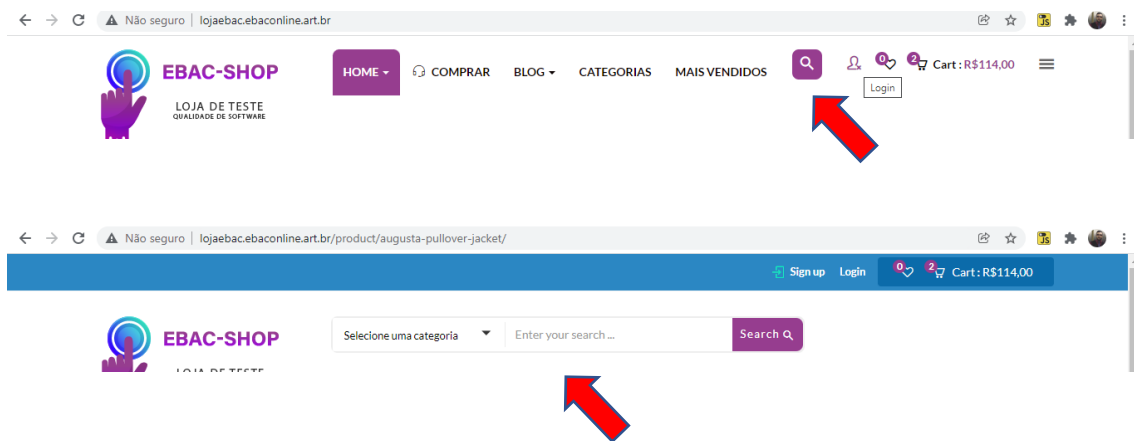 Não seguro | lojaebac.ebaconline.art.br
JS
EBAC-SHOP
LOJA DE TESTE
QUALIDADE DE SOFTWARE
HOME COMPRAR BLOG CATEGORIAS MAIS VENDIDOS
0 2 Cart : R$114,00
Login
Não seguro | lojaebac.ebaconline.art.br/product/augusta-pullover-jacket/
JS
Sign up Login 0 2 Cart : R$114,00
EBAC-SHOP
LOJA DE TESTE
Selecione uma categoria Enter your search ... Search